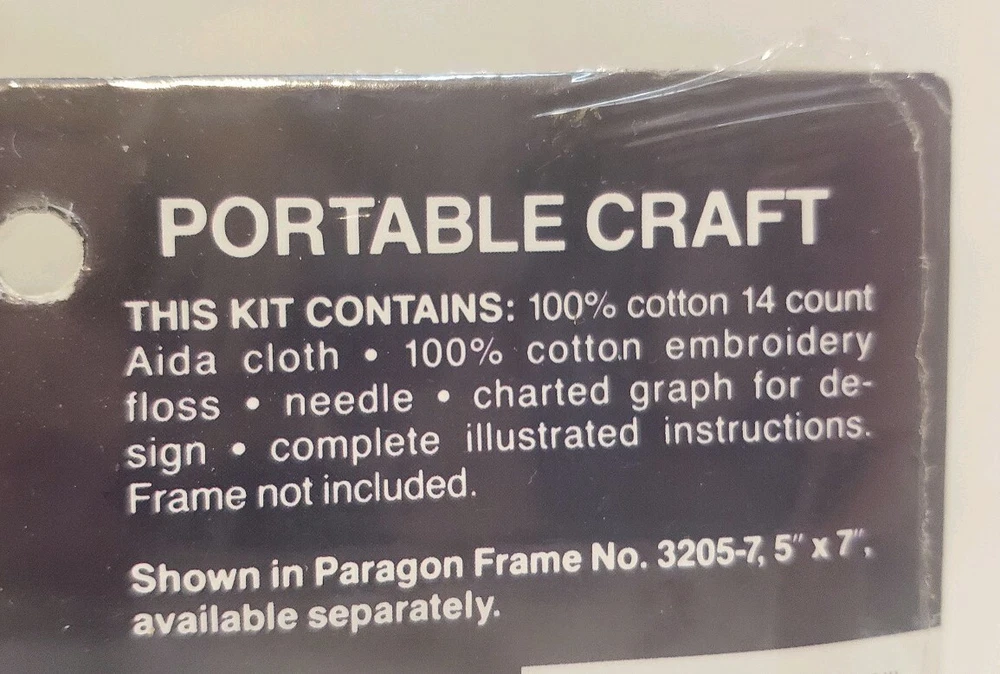 PORTABLE CRAFT
THIS KIT CONTAINS: 100% cotton 14 count
Aida cloth • 100% cotton embroidery
floss • needle • charted graph for de-
sign • complete illustrated instructions.
Frame not included.
Shown in Paragon Frame No. 3205-7, 5" x 7",
available separately.